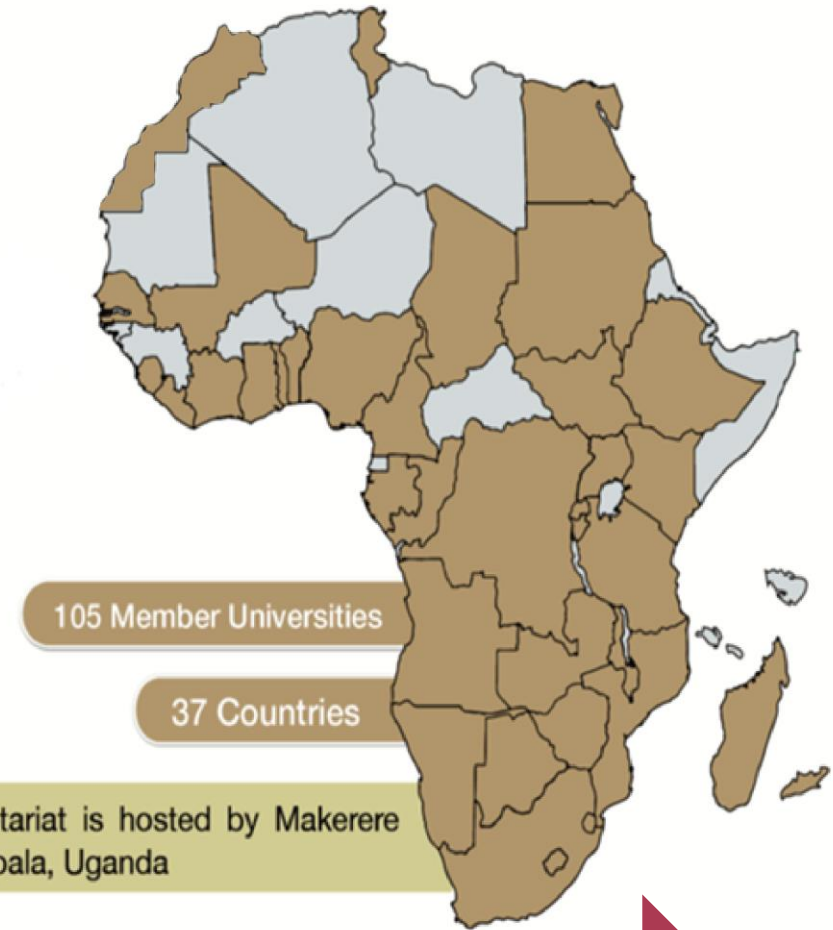 105 Member Universities
37 Countries
tariat is hosted by Makerere
pala, Uganda